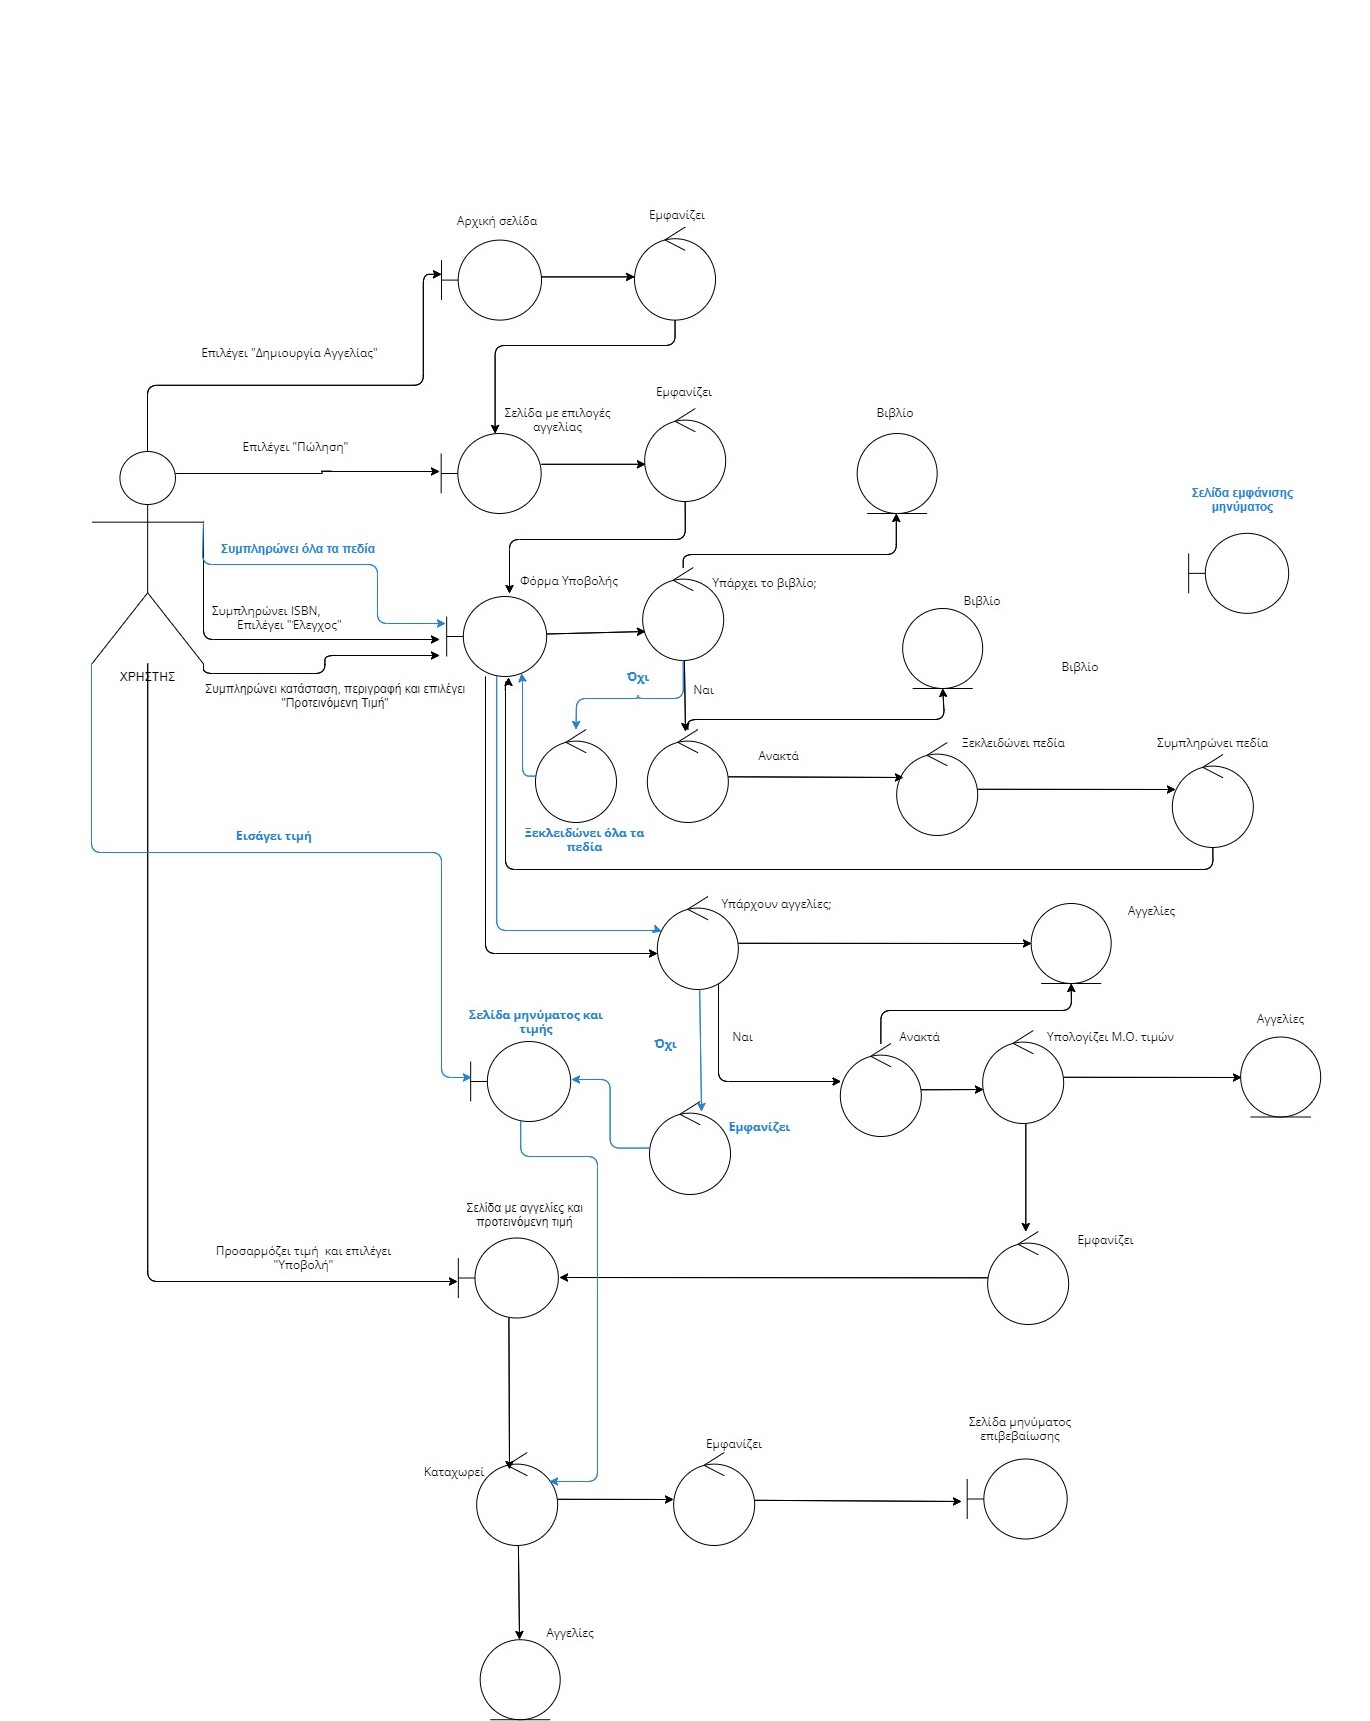 Αρχική σελίδα
Εμφανίζει
Επιλέγει "Δημιουργία Αγγελίας"
Εμφανίζει
Σελίδα με επιλογές
αγγελίας
Βιβλίο
Επιλέγει "Πώληση"
Σελίδα εμφάνισης
μηνύματος
Συμπληρώνει όλα τα πεδία
Φόρμα Υποβολής
Υπάρχει το βιβλίο;
Βιβλίο
Συμπληρώνει ISBN,
Επιλέγει "Έλεγχος"
Βιβλίο
ΧΡΗΣΤΗΣ
Όχι
Ναι
Συμπληρώνει κατάσταση, περιγραφή και επιλέγει
"Προτεινόμενη Τιμή"
Ανακτά
Ξεκλειδώνει πεδία
Συμπληρώνει πεδία
Εισάγει τιμή
Ξεκλειδώνει όλα τα
πεδία
Υπάρχουν αγγελίες;
Αγγελίες
Σελίδα μηνύματος και
τιμής
Όχι
Ναι
Ανακτά
Υπολογίζει Μ.Ο. τιμών
Αγγελίες
Εμφανίζει
Σελίδα με αγγελίες και
προτεινόμενη τιμή
Προσαρμόζει τιμή  και επιλέγει
"Υποβολή"
Εμφανίζει
Σελίδα μηνύματος
επιβεβαίωσης
Εμφανίζει
Καταχωρεί
Αγγελίες